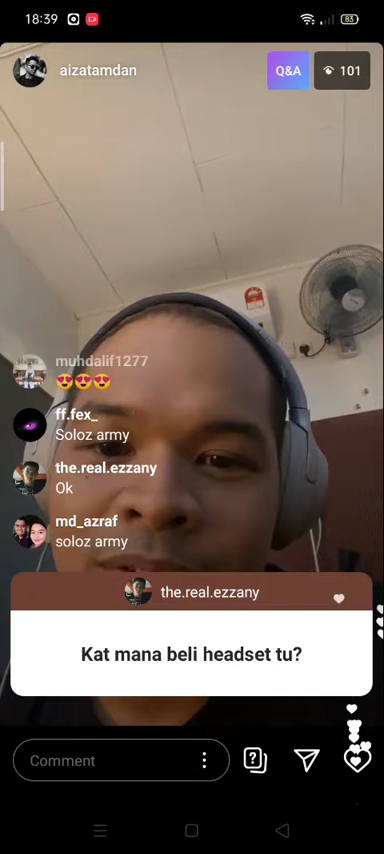 18:39
83
aizatamdan
Q&A
101
muhdalif1277
😍😍😍
ff.fex_
Soloz army
the.real.ezzany
Ok
md_azraf
soloz army
the.real.ezzany
Kat mana beli headset tu?
Comment